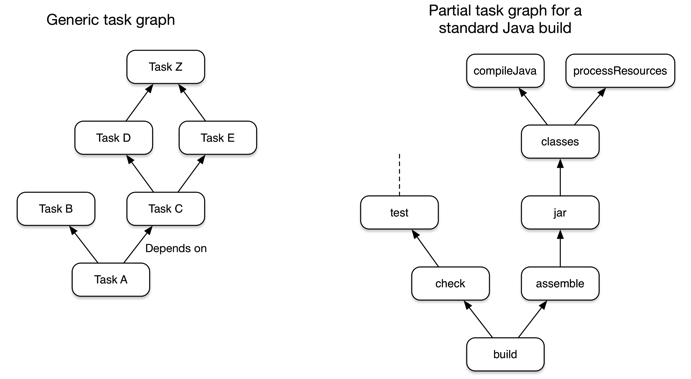 Generic task graph
Task Z
Task D
Task E
Task B
Task C
Depends on
Task A
Partial task graph for a
standard Java build
compileJava
processResources
classes
test
jar
check
assemble
build